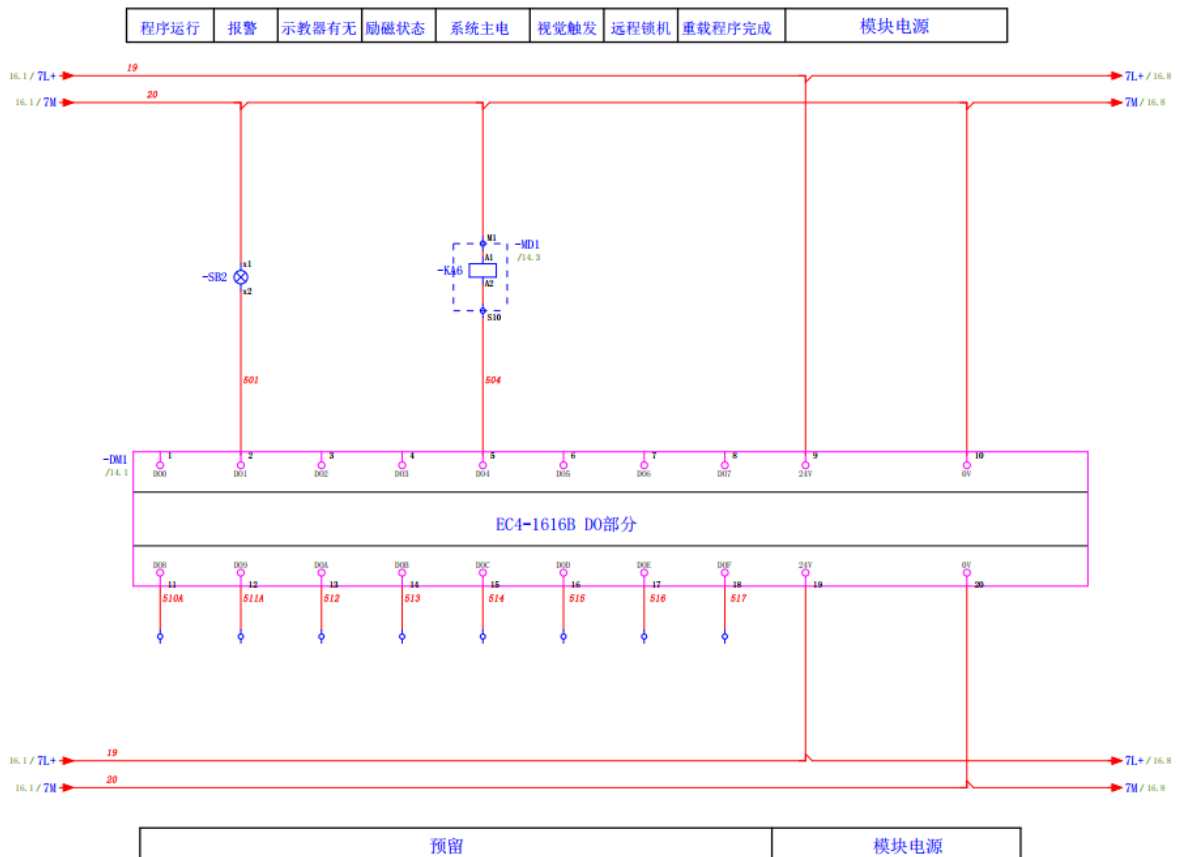 程序运行 报警 示教器有无 励磁状态 系统主电 视觉触发 远程锁机 重载程序完成 模块电源
19
16.1/7L+ 7L+/16.8
20
16.1/7M 7M/16.8
M1 -MD1
A1 /14.3
x1
-SB2 -KA6
A2
x2
S10
501 504
-DM1 1 2 3 4 5 6 7 8 9 10
/14.1 DO0 DO1 DO2 DO3 DO4 DO5 DO6 DO7 24V 0V
EC4-1616B DO部分
DO8 DO9 DOA DOB DOC DOD DOE DOF 24V 0V
11 12 13 14 15 16 17 18 19 20
510A 511A 512 513 514 515 516 517
19
16.1/7L+ 7L+/16.8
20
16.1/7M 7M/16.8
预留 模块电源